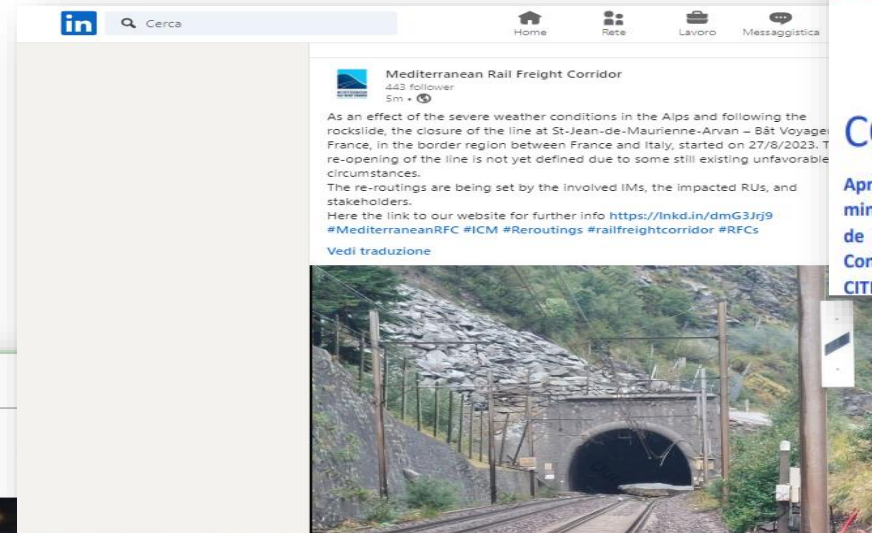 in
Cerca
Home
Rete
Lavoro
Messaggistica
Mediterranean Rail Freight Corridor
443 follower
5m •
As an effect of the severe weather conditions in the Alps and following the
rockslide, the closure of the line at St-Jean-de-Maurienne-Arvan – Bât Voyage
France, in the border region between France and Italy, started on 27/8/2023. T
re-opening of the line is not yet defined due to some still existing unfavorable
circumstances.
The re-routings are being set by the involved IMs, the impacted RUs, and
stakeholders.
Here the link to our website for further info https://lnkd.in/dmG3Jrj9
#MediterraneanRFC #ICM #Reroutings #railfreightcorridor #RFCs
Vedi traduzione
Apr
min
de
Con
CIT